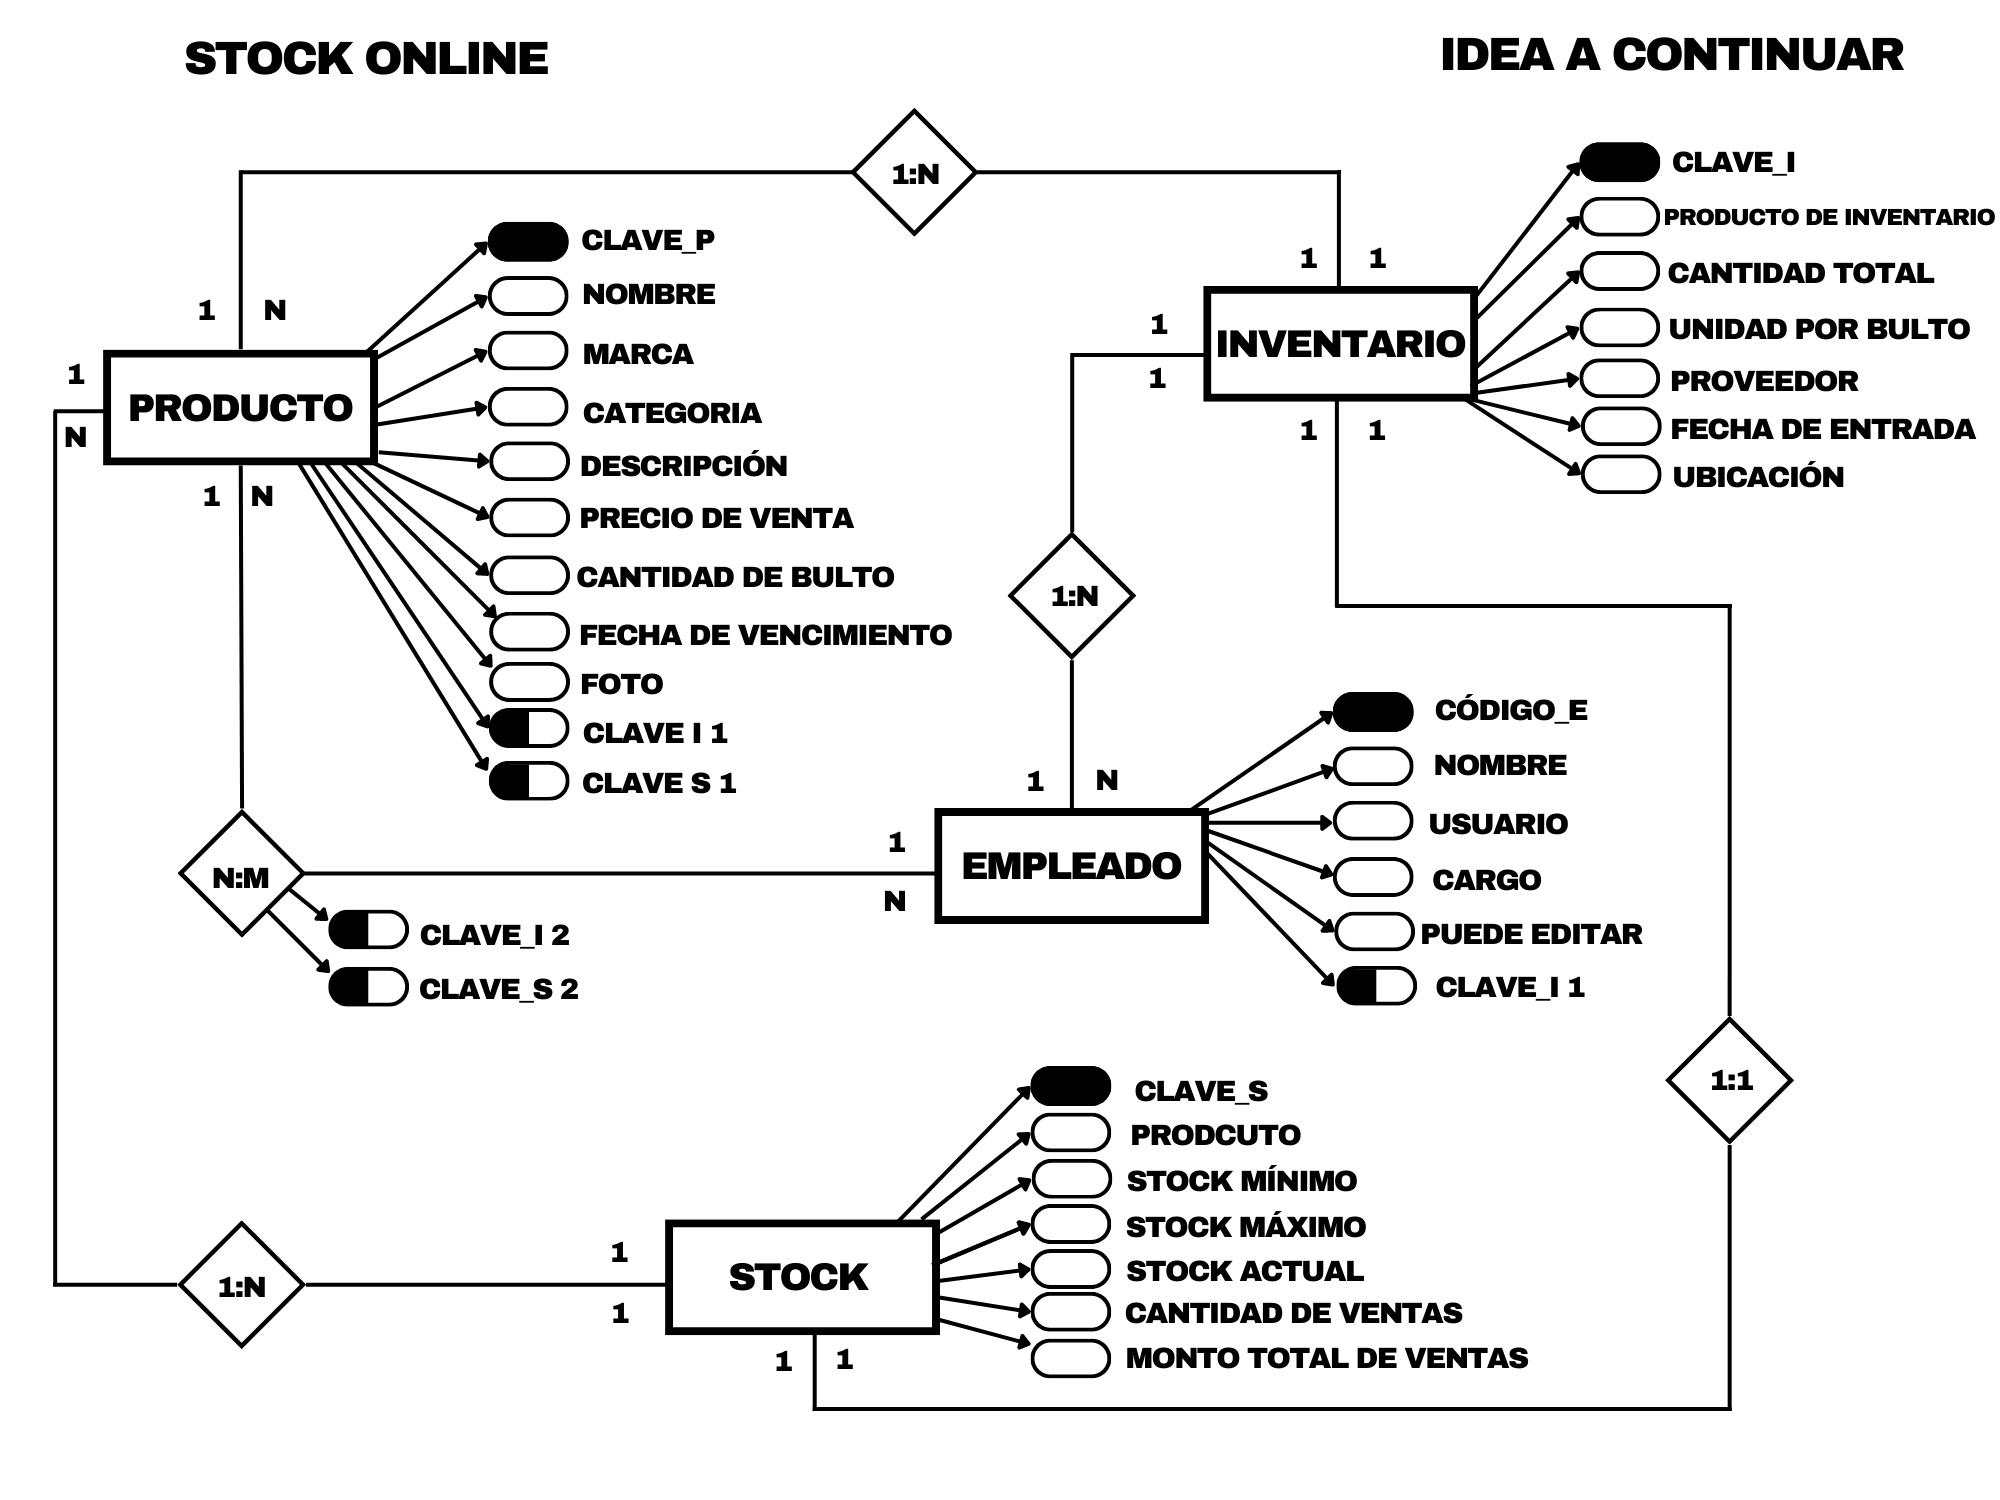 STOCK ONLINE
IDEA A CONTINUAR
1:N
1 N
1
N
PRODUCTO
1 N
CLAVE_P
NOMBRE
MARCA
CATEGORIA
DESCRIPCIÓN
PRECIO DE VENTA
CANTIDAD DE BULTO
FECHA DE VENCIMIENTO
FOTO
CLAVE I 1
CLAVE S 1
1 1
1
1
INVENTARIO
1 1
CLAVE_I
PRODUCTO DE INVENTARIO
CANTIDAD TOTAL
UNIDAD POR BULTO
PROVEEDOR
FECHA DE ENTRADA
UBICACIÓN
1:N
1 N
N:M
CLAVE_I 2
CLAVE_S 2
1
N
EMPLEADO
CÓDIGO_E
NOMBRE
USUARIO
CARGO
PUEDE EDITAR
CLAVE_I 1
1:1
1:N
1
1
STOCK
1 1
CLAVE_S
PRODCUTO
STOCK MÍNIMO
STOCK MÁXIMO
STOCK ACTUAL
CANTIDAD DE VENTAS
MONTO TOTAL DE VENTAS